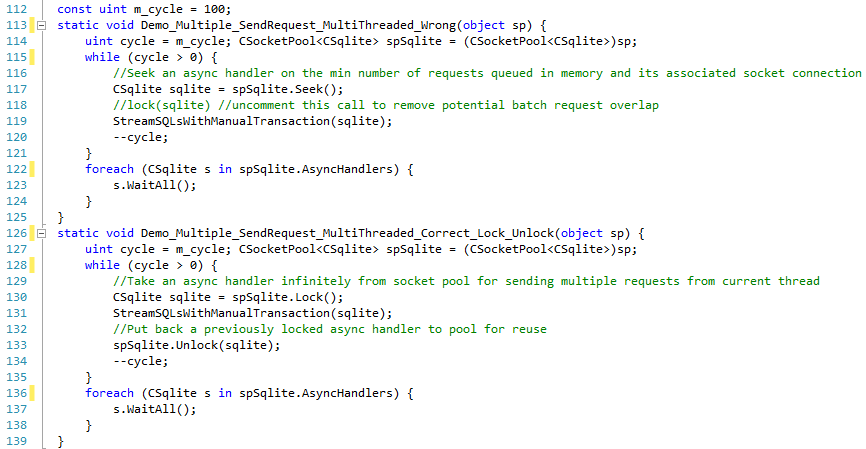 112 const uint m_cycle = 100;
113 static void Demo_Multiple_SendRequest_MultiThreaded_Wrong(object sp) {
114     uint cycle = m_cycle; CSocketPool<CSqlite> spSqlite = (CSocketPool<CSqlite>)sp;
115     while (cycle > 0) {
116         //Seek an async handler on the min number of requests queued in memory and its associated socket connection
117         CSqlite sqlite = spSqlite.Seek();
118         //lock(sqlite) //uncomment this call to remove potential batch request overlap
119         StreamSQLsWithManualTransaction(sqlite);
120         --cycle;
121     }
122     foreach (CSqlite s in spSqlite.AsyncHandlers) {
123         s.WaitAll();
124     }
125 }
126 static void Demo_Multiple_SendRequest_MultiThreaded_Correct_Lock_Unlock(object sp) {
127     uint cycle = m_cycle; CSocketPool<CSqlite> spSqlite = (CSocketPool<CSqlite>)sp;
128     while (cycle > 0) {
129         //Take an async handler infinitely from socket pool for sending multiple requests from current thread
130         CSqlite sqlite = spSqlite.Lock();
131         StreamSQLsWithManualTransaction(sqlite);
132         //Put back a previously locked async handler to pool for reuse
133         spSqlite.Unlock(sqlite);
134         --cycle;
135     }
136     foreach (CSqlite s in spSqlite.AsyncHandlers) {
137         s.WaitAll();
138     }
139 }